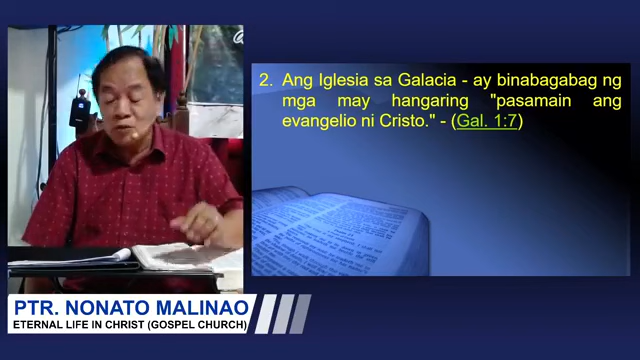 2. Ang Iglesia sa Galacia - ay binabagabag ng
mga may hangaring "pasamain ang
evangelio ni Cristo." - (Gal. 1:7)
PTR. NONATO MALINAO
ETERNAL LIFE IN CHRIST (GOSPEL CHURCH)